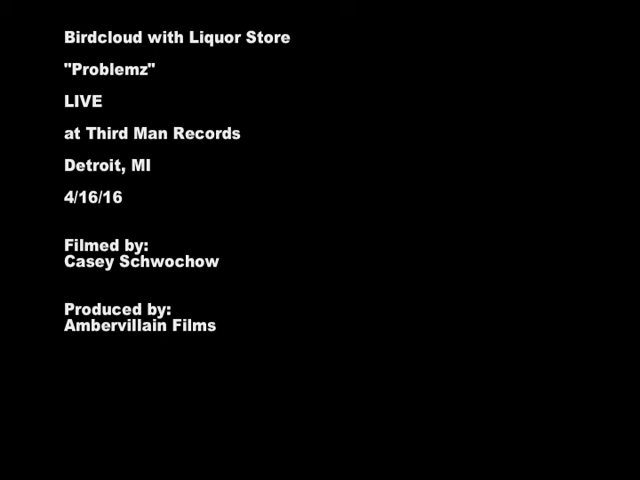 Birdcloud with Liquor Store
"Problemz"
LIVE
at Third Man Records
Detroit, MI
4/16/16
Filmed by:
Casey Schwochow
Produced by:
Ambervillain Films